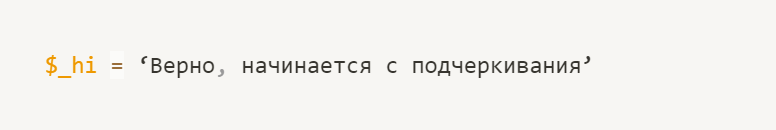 $_hi = ‘Верно, начинается с подчеркивания’